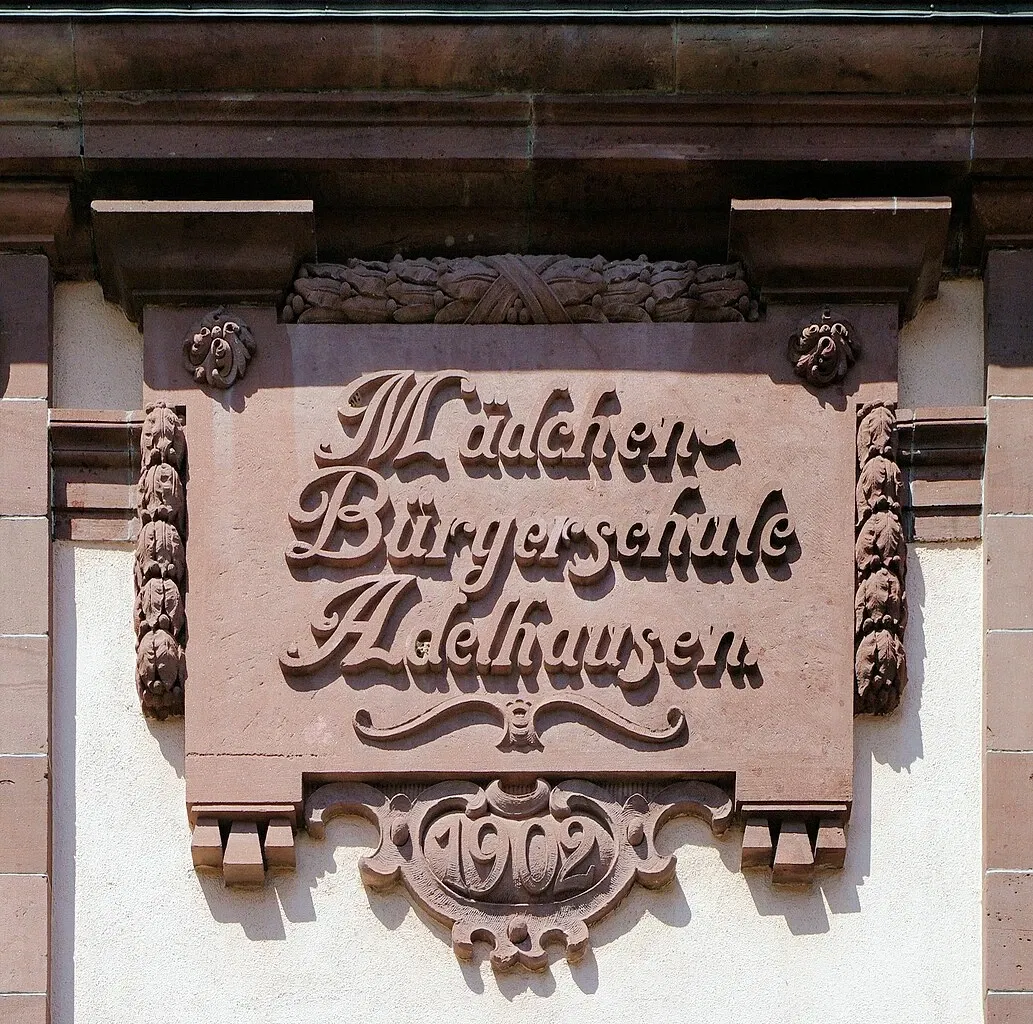 Mädchen-
Bürgerschule
Adelhausen.
1902